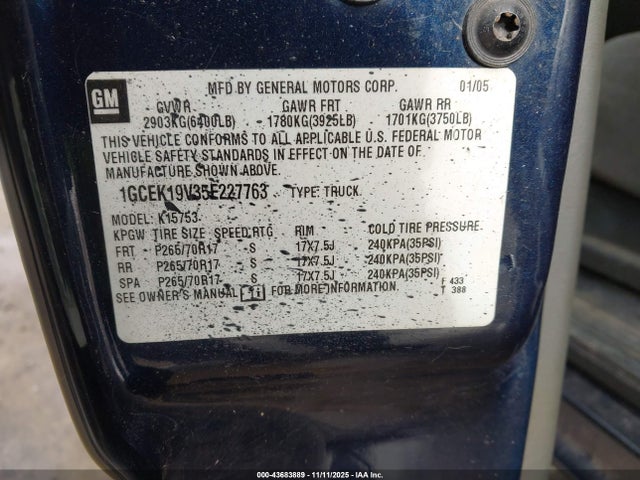 GM
MFD BY GENERAL MOTORS CORP. 01/05
GVWR GAWR FRT GAWR RR
2903KG(6400LB) 1780KG(3925LB) 1701KG(3750LB)
THIS VEHICLE CONFORMS TO ALL APPLICABLE U.S. FEDERAL MOTOR
VEHICLE SAFETY STANDARDS IN EFFECT ON THE DATE OF
MANUFACTURE SHOWN ABOVE.
1GCEK19V35E227763 TYPE: TRUCK
MODEL: K15753
KPGW TIRE SIZE SPEED RTG RIM COLD TIRE PRESSURE
FRT P265/70R17 S 17X7.5J 240KPA(35PSI)
RR P265/70R17 S 17X7.5J 240KPA(35PSI)
SPA P265/70R17 S 17X7.5J 240KPA(35PSI)
SEE OWNER'S MANUAL FOR MORE INFORMATION.
F 433
T 388
000-43683889 - 11/11/2025 - IAAI.COM